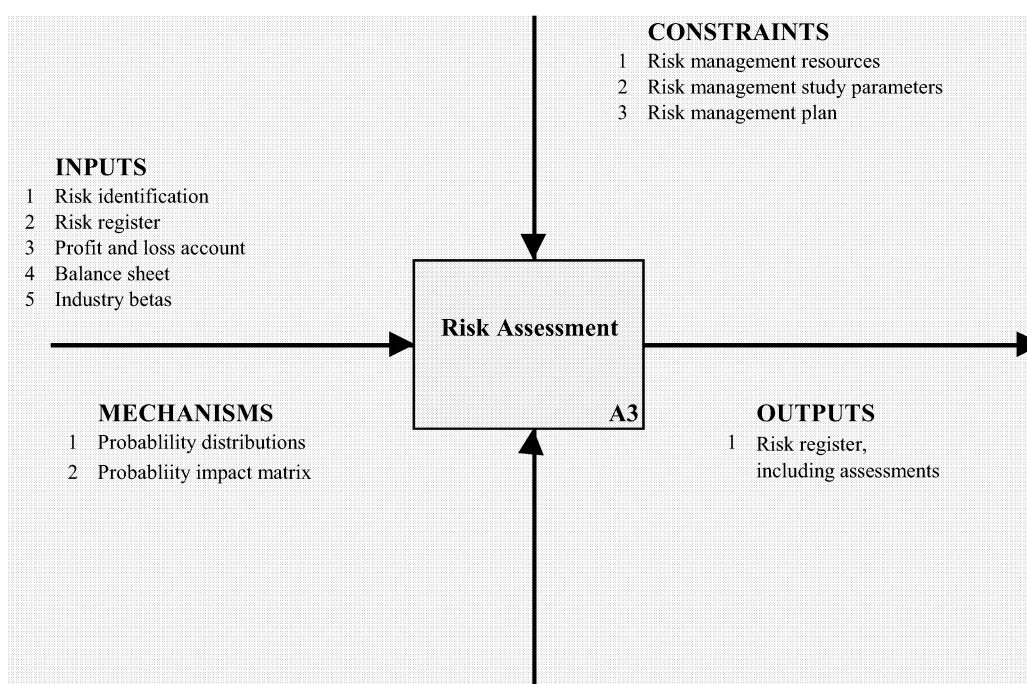 CONSTRAINTS
1 Risk management resources
2 Risk management study parameters
3 Risk management plan
INPUTS
1 Risk identification
2 Risk register
3 Profit and loss account
4 Balance sheet
5 Industry betas
Risk Assessment
A3
MECHANISMS
1 Probablility distributions
2 Probabliity impact matrix
OUTPUTS
1 Risk register,
including assessments